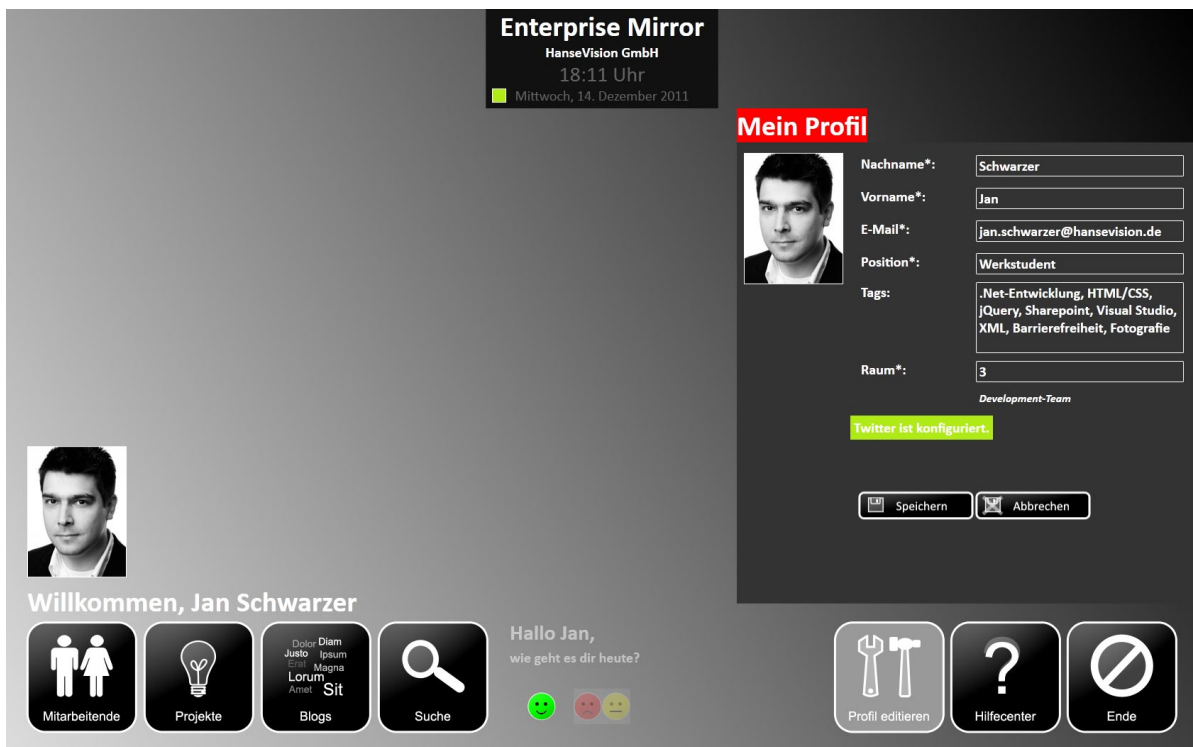 Enterprise Mirror
HanseVision GmbH
18:11 Uhr
Mittwoch, 14. Dezember 2011
Mein Profil
Nachname*: Schwarzer
Vorname*: Jan
E-Mail*: jan.schwarzer@hansevision.de
Position*: Werkstudent
Tags: .Net-Entwicklung, HTML/CSS,
jQuery, Sharepoint, Visual Studio,
XML, Barrierefreiheit, Fotografie
Raum*: 3
Development-Team
Twitter ist konfiguriert.
Speichern Abbrechen
Willkommen, Jan Schwarzer
Mitarbeitende
Projekte
Dolor Diam
Justo Ipsum
Erat Magna
Lorum
Amet Sit
Blogs
Suche
Hallo Jan,
wie geht es dir heute?
Profil editieren
?
Hilfecenter
Ende